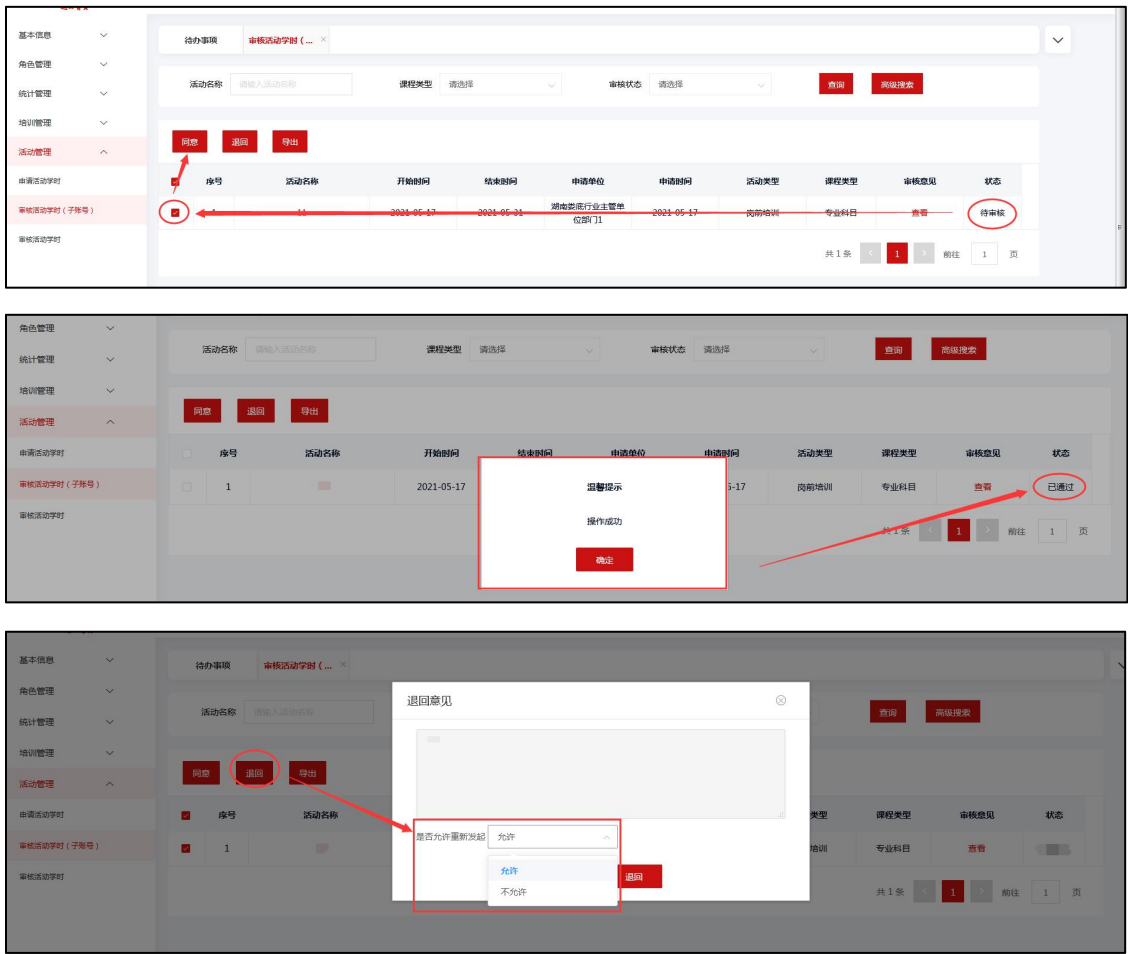 基本信息
待办事项 审核活动学时 ( ... ×
角色管理
活动名称 请输入活动名称 课程类型 请选择 审核状态 请选择 查询 高级搜索
统计管理
培训管理
同意 退回 导出
活动管理
申请活动学时
序号 活动名称 开始时间 结束时间 申请单位 申请时间 活动类型 课程类型 审核意见 状态
审核活动学时 ( 子账号 )
1 11 2021-05-17 2021-05-31 湖南娄底行业主管单 2021-05-17 岗前培训 专业科目 查看 待审核
位部门1
审核活动学时
共 1 条 < 1 > 前往 1 页
角色管理
活动名称 请输入活动名称 课程类型 请选择 审核状态 请选择 查询 高级搜索
统计管理
培训管理
同意 退回 导出
活动管理
申请活动学时
序号 活动名称 开始时间 结束时间 申请单位 申请时间 活动类型 课程类型 审核意见 状态
审核活动学时 ( 子账号 )
1 2021-05-17 5-17 岗前培训 专业科目 查看 已通过
温馨提示
操作成功
确定
审核活动学时
共 1 条 < 1 > 前往 1 页
基本信息
待办事项 审核活动学时 ( ... ×
角色管理
活动名称 请输入活动名称 查询 高级搜索
统计管理
培训管理
同意 退回 导出
活动管理
申请活动学时
序号 活动名称 类型 课程类型 审核意见 状态
审核活动学时 ( 子账号 )
1 培训 专业科目 查看
审核活动学时
共 1 条 < 1 > 前往 1 页
退回意见
是否允许重新发起 允许
允许
不允许
退回